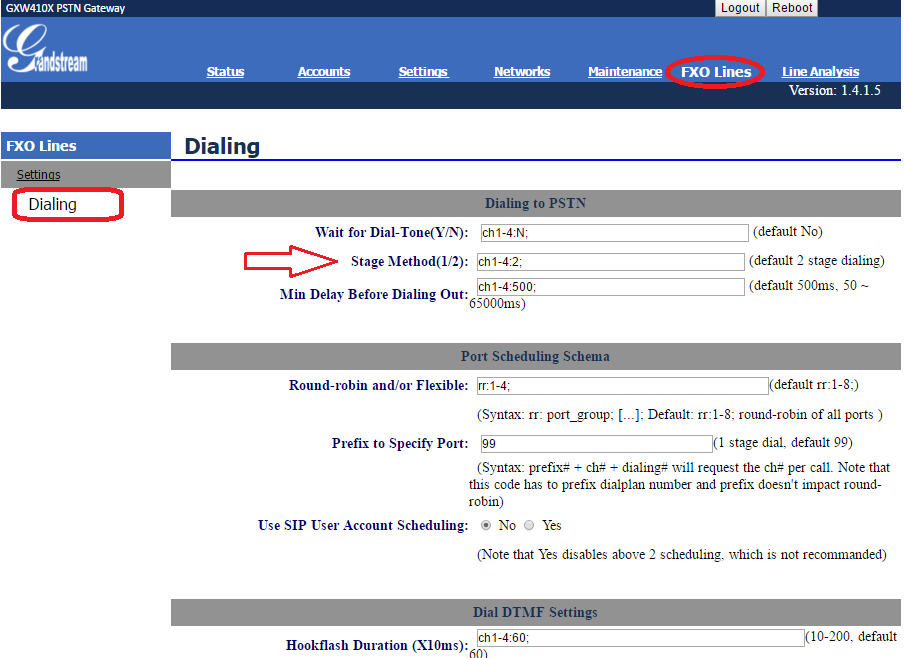 GXW410X PSTN Gateway
Logout Reboot
Grandstream
Status Accounts Settings Networks Maintenance FXO Lines Line Analysis
Version: 1.4.1.5
FXO Lines
Settings
Dialing
Dialing
Dialing to PSTN
Wait for Dial-Tone(Y/N): ch1-4:N; (default No)
Stage Method(1/2): ch1-4:2; (default 2 stage dialing)
Min Delay Before Dialing Out: ch1-4:500; (default 500ms, 50 ~
65000ms)
Port Scheduling Schema
Round-robin and/or Flexible: rr:1-4; (default rr:1-8;)
(Syntax: rr: port_group; [...]; Default: rr:1-8; round-robin of all ports )
Prefix to Specify Port: 99 (1 stage dial, default 99)
(Syntax: prefix# + ch# + dialing# will request the ch# per call. Note that
this code has to prefix dialplan number and prefix doesn't impact round-
robin)
Use SIP User Account Scheduling: No Yes
(Note that Yes disables above 2 scheduling, which is not recommanded)
Dial DTMF Settings
Hookflash Duration (X10ms): ch1-4:60; (10-200, default
60)